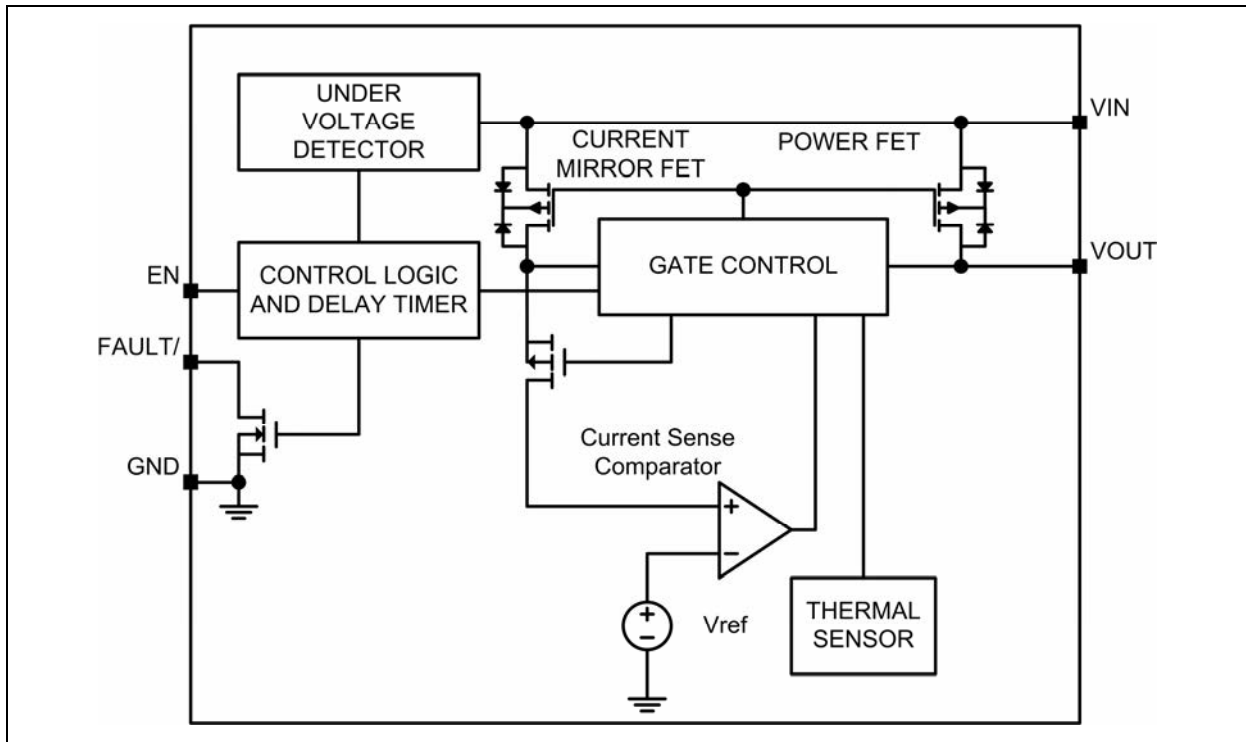 UNDER
VOLTAGE
DETECTOR
VIN
CURRENT
MIRROR FET
POWER FET
EN
CONTROL LOGIC
AND DELAY TIMER
GATE CONTROL
VOUT
FAULT/
GND
Current Sense
Comparator
+
−
+
−
Vref
THERMAL
SENSOR